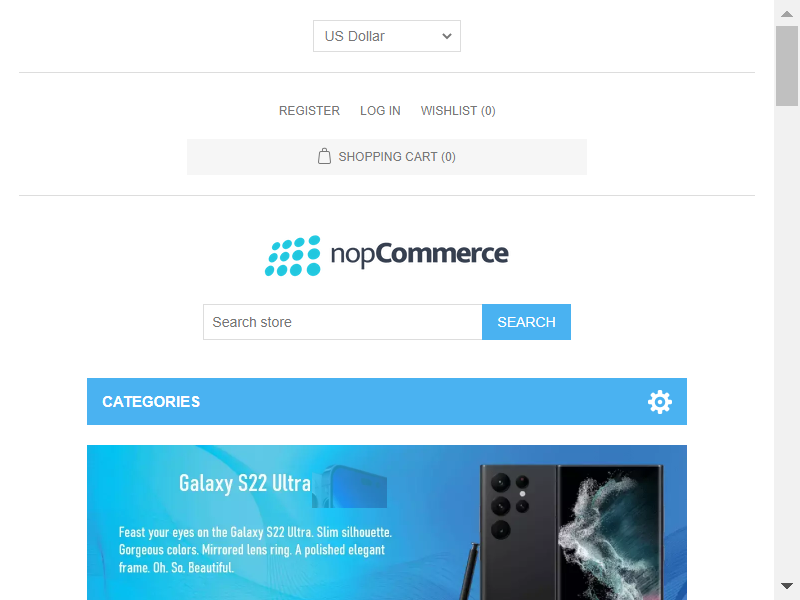 US Dollar
REGISTER LOG IN WISHLIST (0)
SHOPPING CART (0)
nopCommerce
Search store SEARCH
CATEGORIES
Galaxy S22 Ultra
Feast your eyes on the Galaxy S22 Ultra. Slim silhouette.
Gorgeous colors. Mirrored lens ring. A polished elegant
frame. Oh. So. Beautiful.